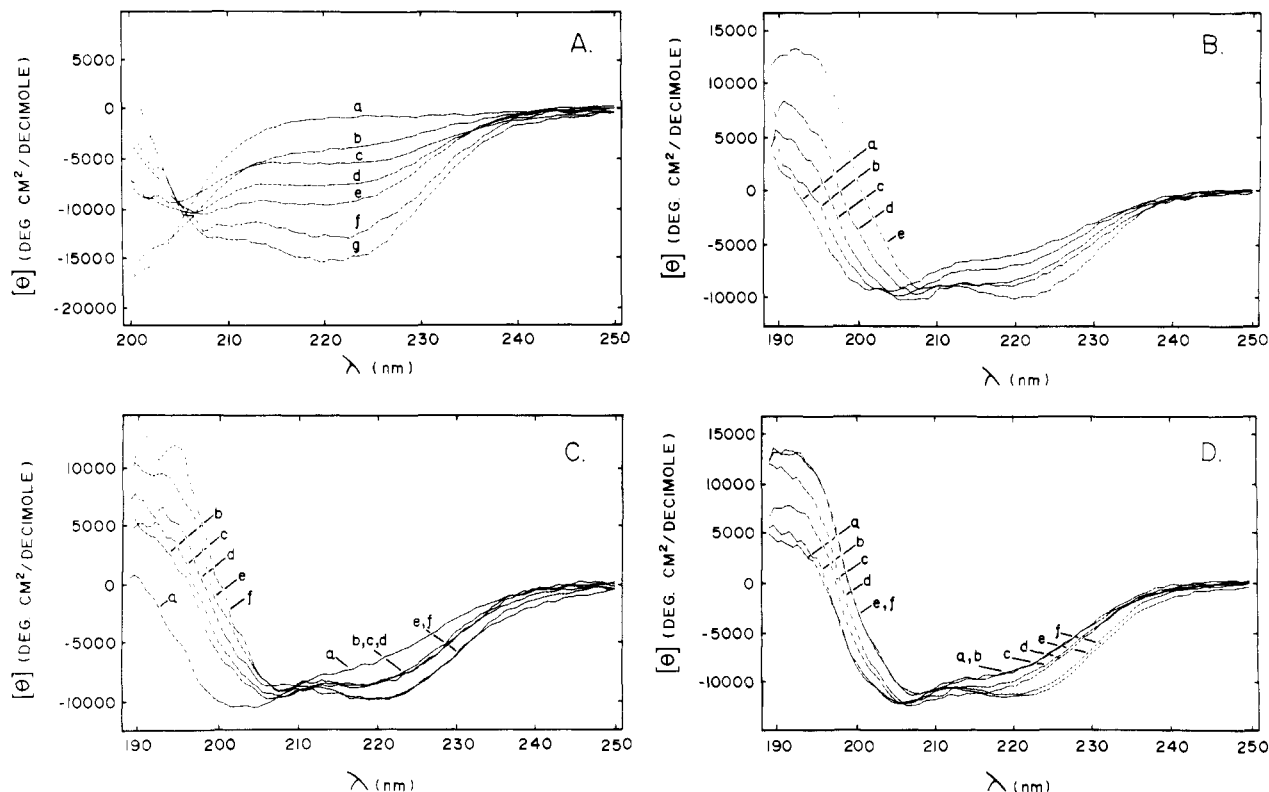 A.
[θ] (DEG CM²/DECIMOLE)
5000
0
-5000
-10000
-15000
-20000
a
b
c
d
e
f
g
200
210
220
230
240
250
λ (nm)
B.
[θ] (DEG. CM²/DECIMOLE)
15000
10000
5000
0
-5000
-10000
a
b
c
d
e
190
200
210
220
230
240
250
λ (nm)
C.
[θ] (DEG. CM²/DECIMOLE)
10000
5000
0
-5000
-10000
a
b
c
d
e
f
a
b,c,d
e,f
190
200
210
220
230
240
250
λ (nm)
D.
[θ] (DEG. CM²/DECIMOLE)
15000
10000
5000
0
-5000
-10000
a
b
c
d
e,f
a,b
c
d
e
f
190
200
210
220
230
240
250
λ (nm)